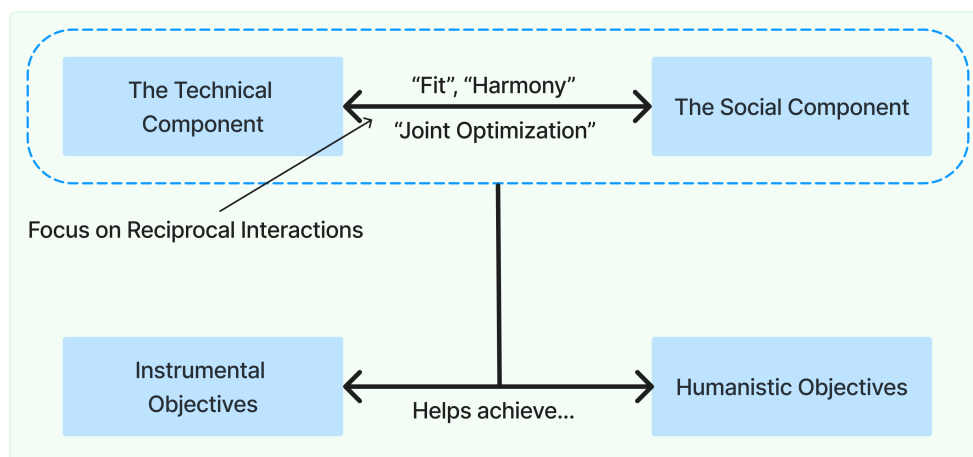 The Technical
Component
“Fit”, “Harmony”
“Joint Optimization”
The Social Component
Focus on Reciprocal Interactions
Instrumental
Objectives
Helps achieve...
Humanistic Objectives